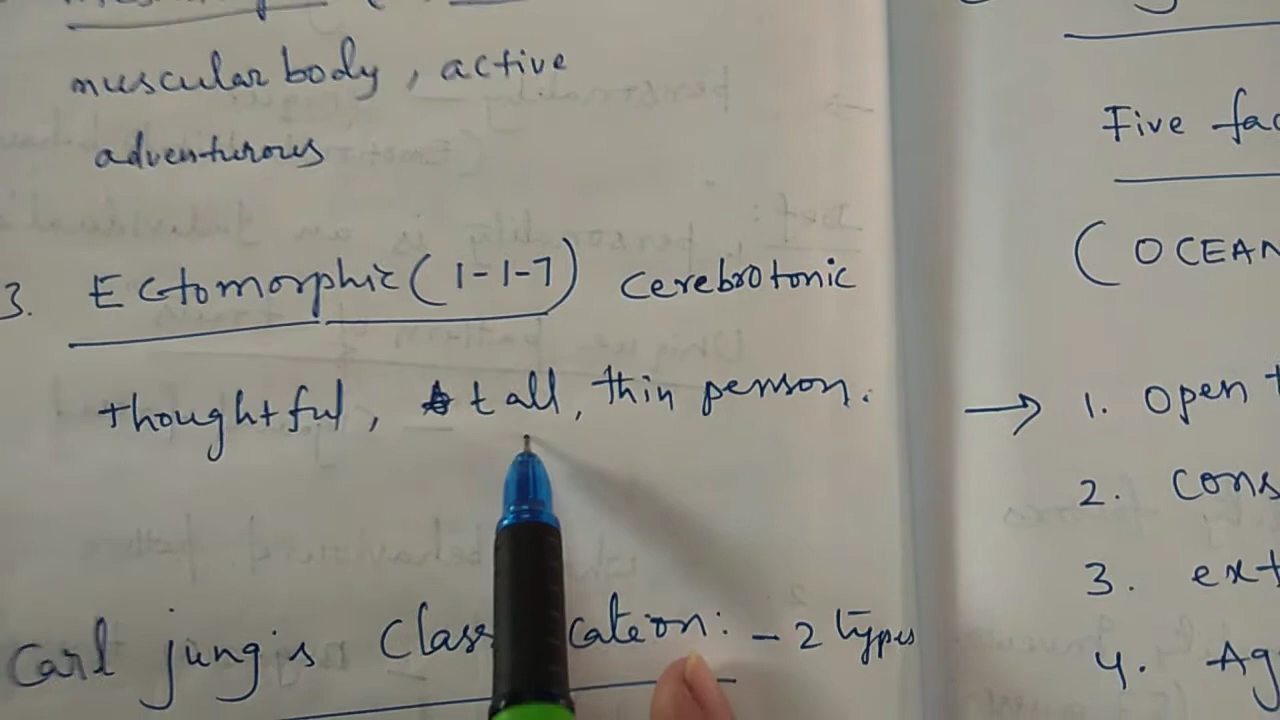 muscular body, active
adventurous
3. Ectomorphic (1-1-7) Cerebrotonic
thoughtful, tall, thin person.
Carl jung's Class cation: - 2 types
Five fac
(OCEAN
→ 1. Open t
2. Cons
3. ext
4. Ag